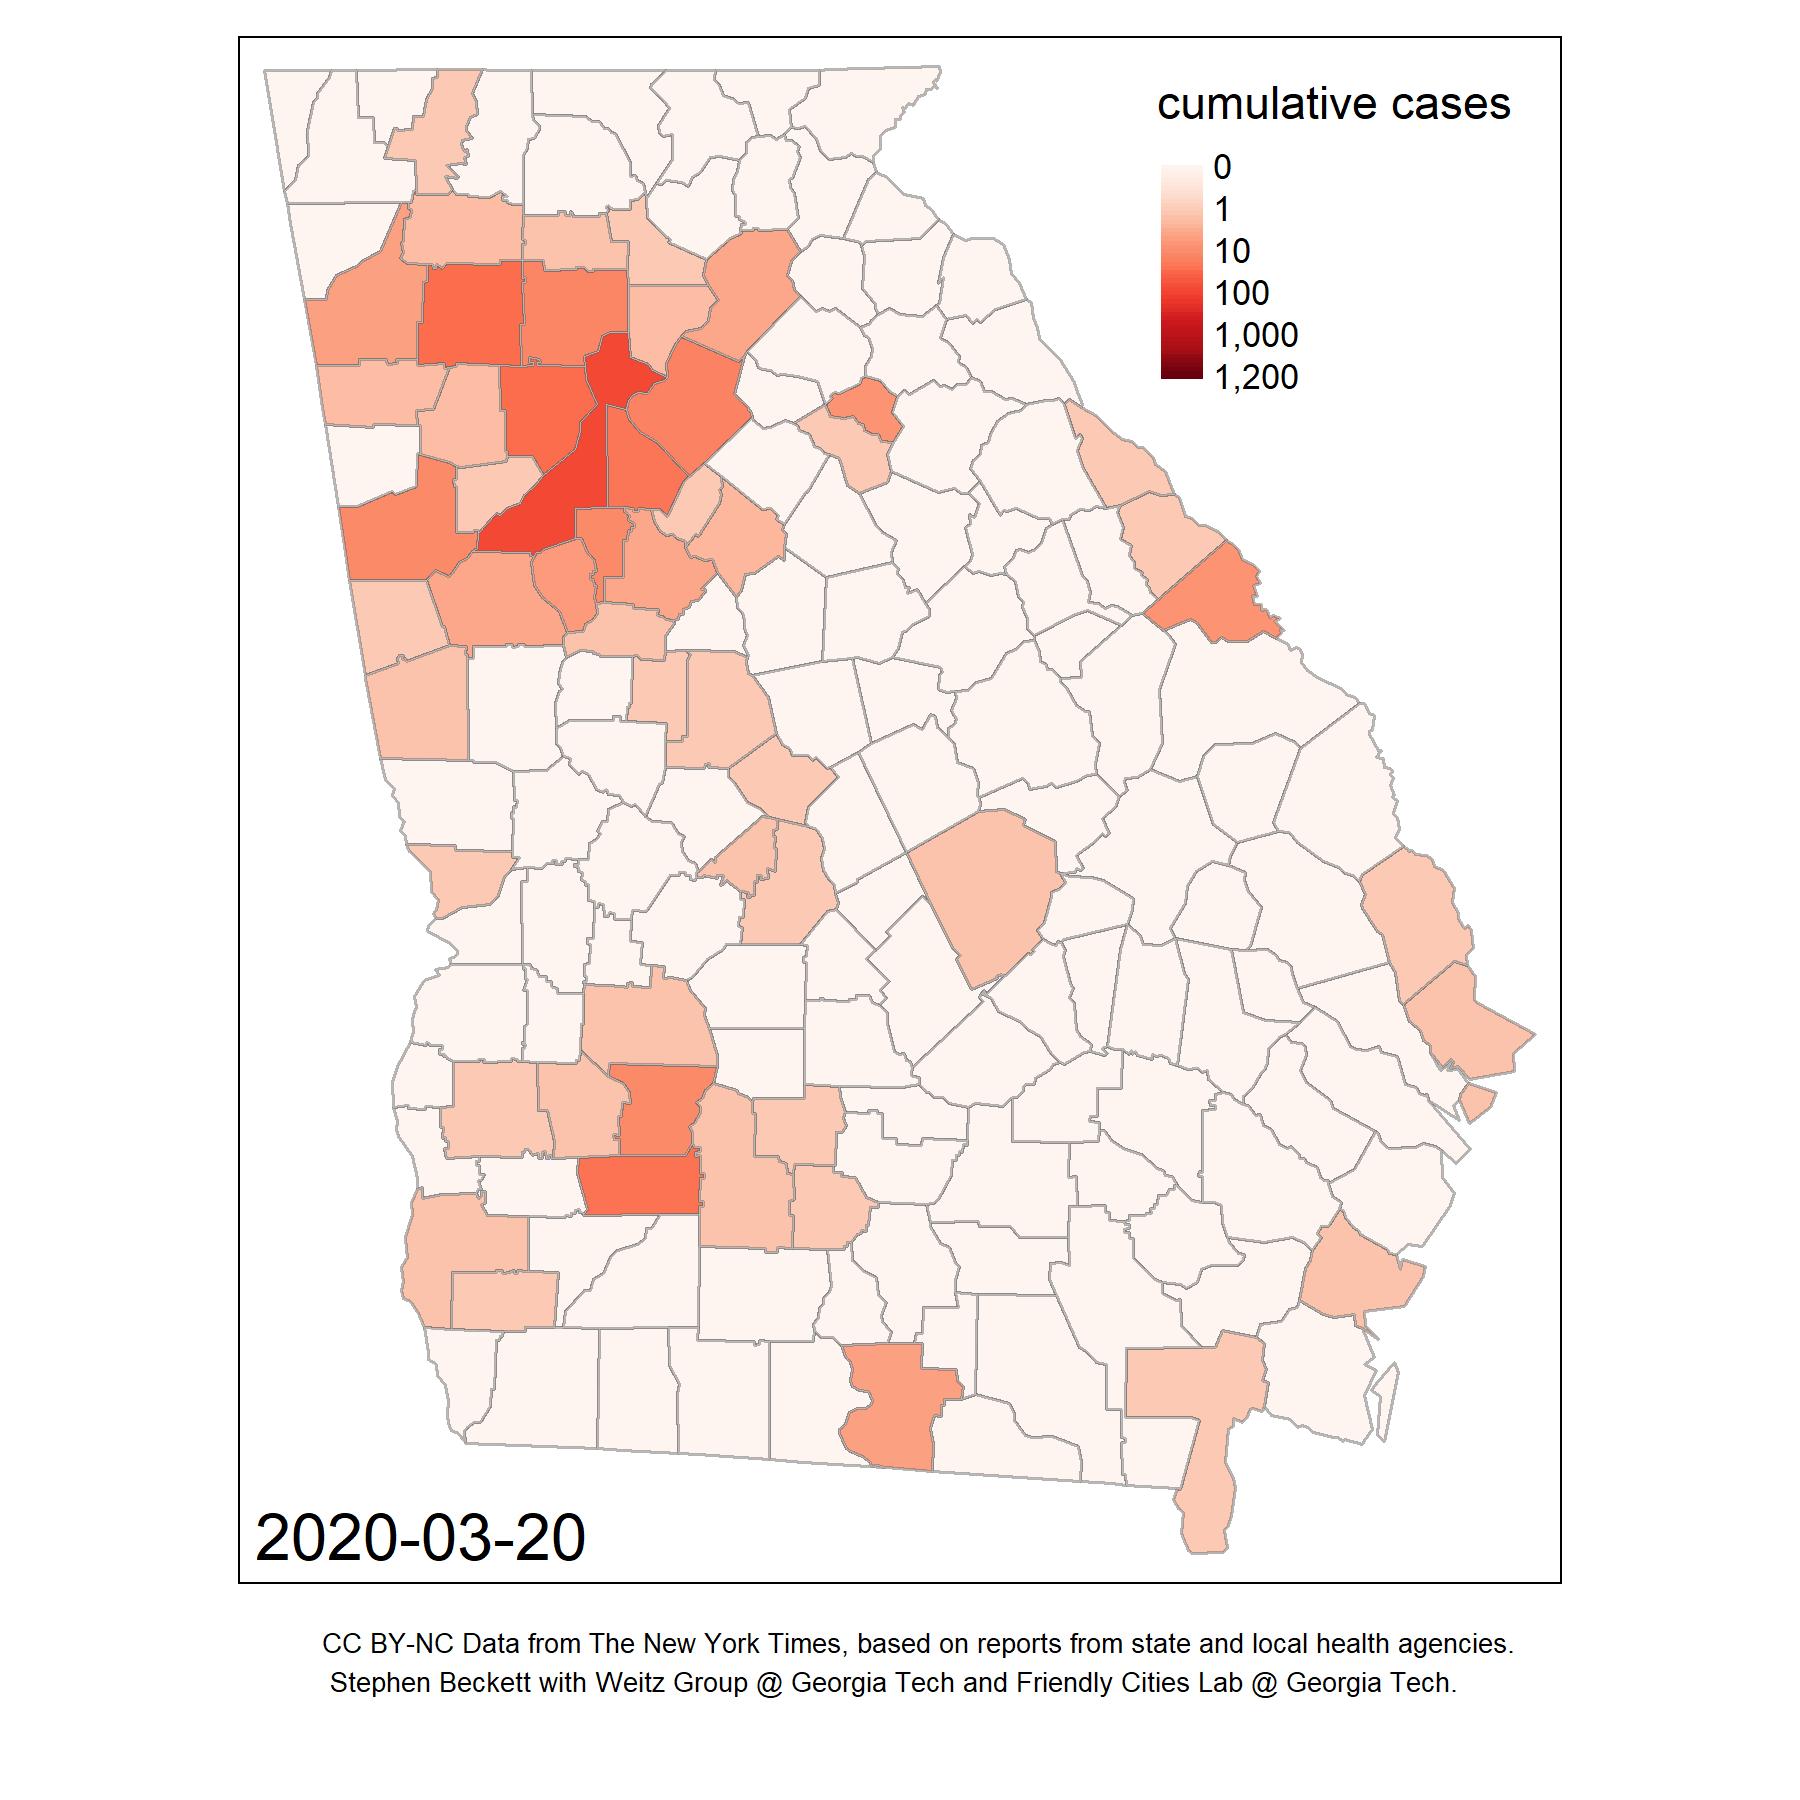 cumulative cases
0
1
10
100
1,000
1,200
2020-03-20
CC BY-NC Data from The New York Times, based on reports from state and local health agencies.
Stephen Beckett with Weitz Group @ Georgia Tech and Friendly Cities Lab @ Georgia Tech.